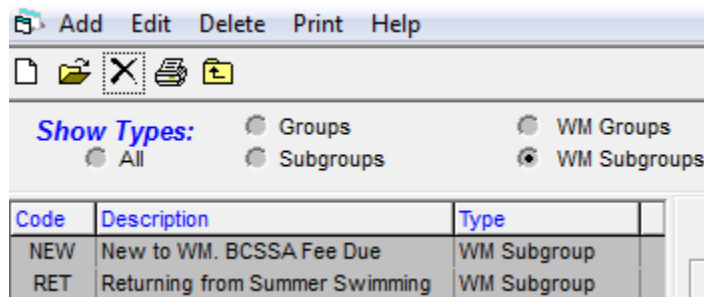 Add Edit Delete Print Help
Show Types: Groups WM Groups
All Subgroups WM Subgroups
Code Description Type
NEW New to WM. BCSSA Fee Due WM Subgroup
RET Returning from Summer Swimming WM Subgroup